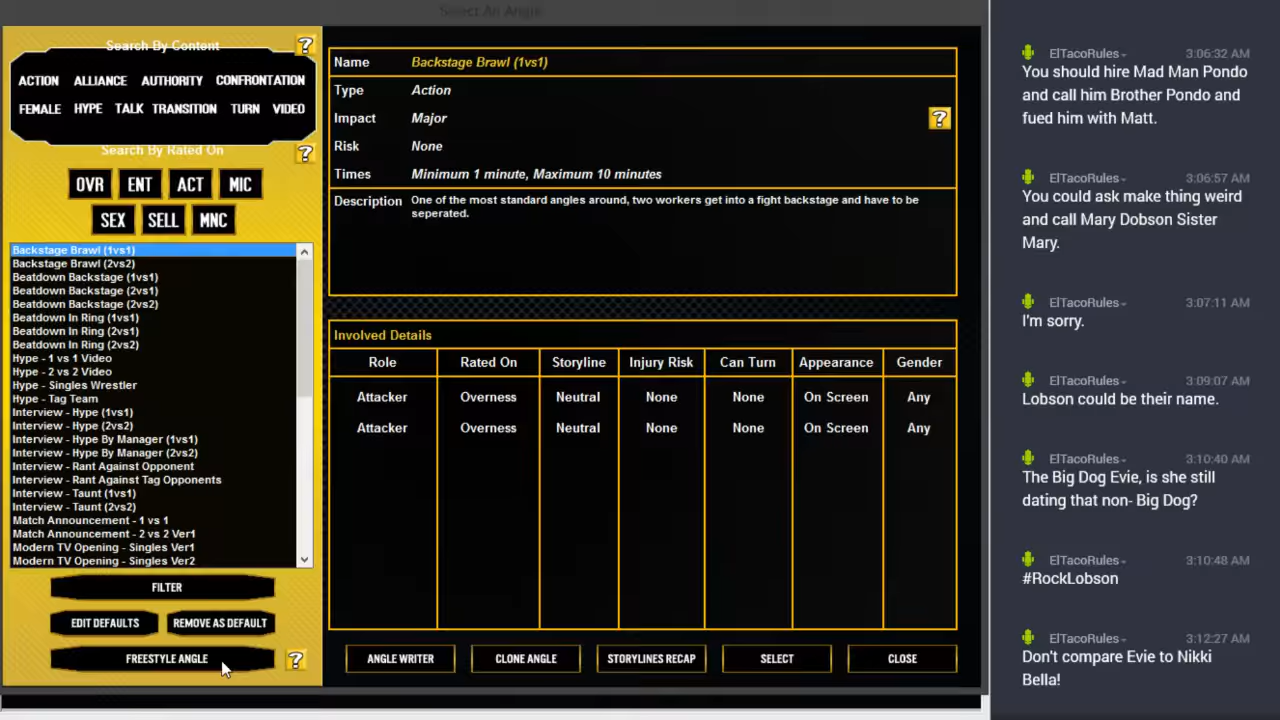 Select An Angle
Search By Content
?
ACTION ALLIANCE AUTHORITY CONFRONTATION
FEMALE HYPE TALK TRANSITION TURN VIDEO
Search By Rated On
?
OVR ENT ACT MIC
SEX SELL MNC
Backstage Brawl (1vs1)
Backstage Brawl (2vs2)
Beatdown Backstage (1vs1)
Beatdown Backstage (2vs1)
Beatdown Backstage (2vs2)
Beatdown In Ring (1vs1)
Beatdown In Ring (2vs1)
Beatdown In Ring (2vs2)
Hype - 1 vs 1 Video
Hype - 2 vs 2 Video
Hype - Singles Wrestler
Hype - Tag Team
Interview - Hype (1vs1)
Interview - Hype (2vs2)
Interview - Hype By Manager (1vs1)
Interview - Hype By Manager (2vs2)
Interview - Rant Against Opponent
Interview - Rant Against Tag Opponents
Interview - Taunt (1vs1)
Interview - Taunt (2vs2)
Match Announcement - 1 vs 1
Match Announcement - 2 vs 2 Ver1
Modern TV Opening - Singles Ver1
Modern TV Opening - Singles Ver2
FILTER
EDIT DEFAULTS REMOVE AS DEFAULT
FREESTYLE ANGLE ?
Name Backstage Brawl (1vs1)
Type Action
Impact Major
?
Risk None
Times Minimum 1 minute, Maximum 10 minutes
Description One of the most standard angles around, two workers get into a fight backstage and have to be
seperated.
Involved Details
Role Rated On Storyline Injury Risk Can Turn Appearance Gender
Attacker Overness Neutral None None On Screen Any
Attacker Overness Neutral None None On Screen Any
ANGLE WRITER CLONE ANGLE STORYLINES RECAP SELECT CLOSE
ElTacoRules 3:06:32 AM
You should hire Mad Man Pondo
and call him Brother Pondo and
fued him with Matt.
ElTacoRules 3:06:57 AM
You could ask make thing weird
and call Mary Dobson Sister
Mary.
ElTacoRules 3:07:11 AM
I'm sorry.
ElTacoRules 3:09:07 AM
Lobson could be their name.
ElTacoRules 3:10:40 AM
The Big Dog Evie, is she still
dating that non- Big Dog?
ElTacoRules 3:10:48 AM
#RockLobson
ElTacoRules 3:12:27 AM
Don't compare Evie to Nikki
Bella!